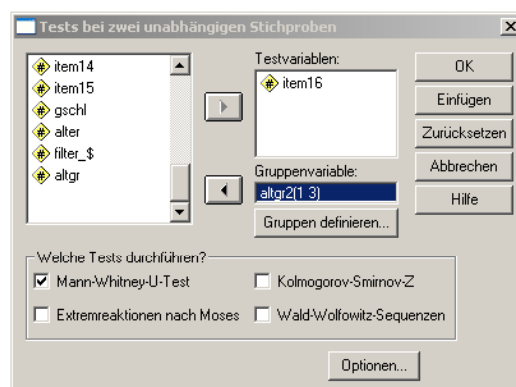 Tests bei zwei unabhängigen Stichproben
item14
item15
gschl
alter
filter_$
altgr
Testvariablen:
item16
Gruppenvariable:
altgr2(1 3)
Gruppen definieren...
OK
Einfügen
Zurücksetzen
Abbrechen
Hilfe
Welche Tests durchführen?
Mann-Whitney-U-Test
Kolmogorov-Smirnov-Z
Extremreaktionen nach Moses
Wald-Wolfowitz-Sequenzen
Optionen...